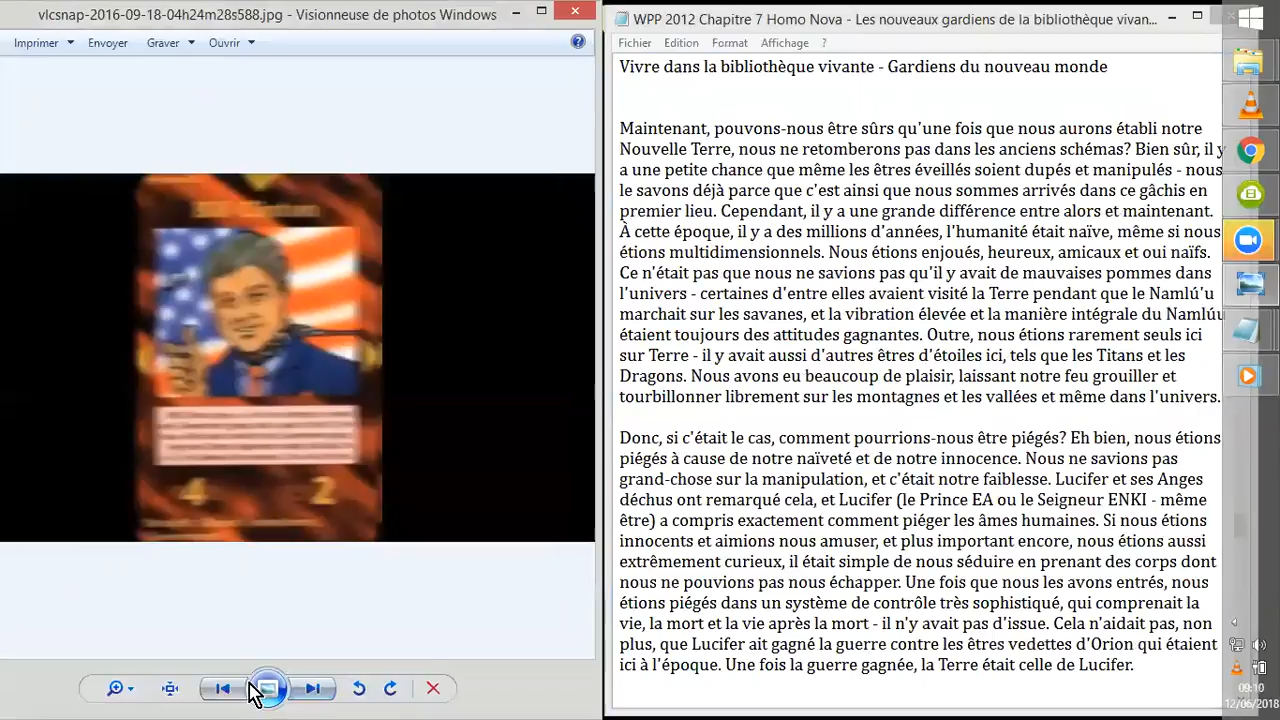 vlcsnap-2016-09-18-04h24m28s588.jpg - Visionneuse de photos Windows
Imprimer
Envoyer
Graver
Ouvrir
4
2
WPP 2012 Chapitre 7 Homo Nova - Les nouveaux gardiens de la bibliothèque vivan...
Fichier Edition Format Affichage ?
Vivre dans la bibliothèque vivante - Gardiens du nouveau monde
Maintenant, pouvons-nous être sûrs qu'une fois que nous aurons établi notre
Nouvelle Terre, nous ne retomberons pas dans les anciens schémas? Bien sûr, il y
a une petite chance que même les êtres éveillés soient dupés et manipulés - nous
le savons déjà parce que c'est ainsi que nous sommes arrivés dans ce gâchis en
premier lieu. Cependant, il y a une grande différence entre alors et maintenant.
À cette époque, il y a des millions d'années, l'humanité était naïve, même si nous
étions multidimensionnels. Nous étions enjoués, heureux, amicaux et oui naïfs.
Ce n'était pas que nous ne savions pas qu'il y avait de mauvaises pommes dans
l'univers - certaines d'entre elles avaient visité la Terre pendant que le Namlú'u
marchait sur les savanes, et la vibration élevée et la manière intégrale du Namlúu
étaient toujours des attitudes gagnantes. Outre, nous étions rarement seuls ici
sur Terre - il y avait aussi d'autres êtres d'étoiles ici, tels que les Titans et les
Dragons. Nous avons eu beaucoup de plaisir, laissant notre feu grouiller et
tourbillonner librement sur les montagnes et les vallées et même dans l'univers.
Donc, si c'était le cas, comment pourrions-nous être piégés? Eh bien, nous étions
piégés à cause de notre naïveté et de notre innocence. Nous ne savions pas
grand-chose sur la manipulation, et c'était notre faiblesse. Lucifer et ses Anges
déchus ont remarqué cela, et Lucifer (le Prince EA ou le Seigneur ENKI - même
être) a compris exactement comment piéger les âmes humaines. Si nous étions
innocents et aimions nous amuser, et plus important encore, nous étions aussi
extrêmement curieux, il était simple de nous séduire en prenant des corps dont
nous ne pouvions pas nous échapper. Une fois que nous les avons entrés, nous
étions piégés dans un système de contrôle très sophistiqué, qui comprenait la
vie, la mort et la vie après la mort - il n'y avait pas d'issue. Cela n'aidait pas, non
plus, que Lucifer ait gagné la guerre contre les êtres vedettes d'Orion qui étaient
ici à l'époque. Une fois la guerre gagnée, la Terre était celle de Lucifer.
09:10
12/06/2018